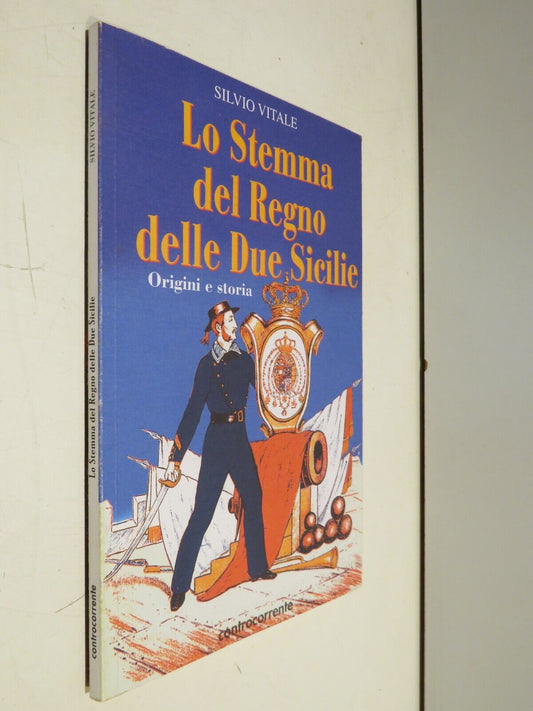 SILVIO VITALE
Lo Stemma
del Regno
delle Due Sicilie
Origini e storia
controcorrente
SILVIO VITALE
Lo Stemma del Regno delle Due Sicilie
controcorrente